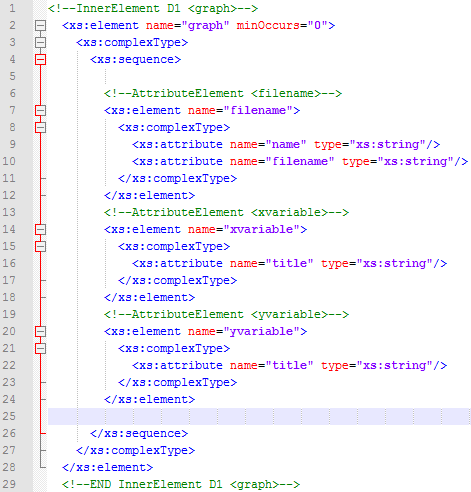 1 <!--InnerElement D1 <graph>-->
2 <xs:element name="graph" minOccurs="0">
3 <xs:complexType>
4 <xs:sequence>
5
6 <!--AttributeElement <filename>-->
7 <xs:element name="filename">
8 <xs:complexType>
9 <xs:attribute name="name" type="xs:string"/>
10 <xs:attribute name="filename" type="xs:string"/>
11 </xs:complexType>
12 </xs:element>
13 <!--AttributeElement <xvariable>-->
14 <xs:element name="xvariable">
15 <xs:complexType>
16 <xs:attribute name="title" type="xs:string"/>
17 </xs:complexType>
18 </xs:element>
19 <!--AttributeElement <yvariable>-->
20 <xs:element name="yvariable">
21 <xs:complexType>
22 <xs:attribute name="title" type="xs:string"/>
23 </xs:complexType>
24 </xs:element>
25
26 </xs:sequence>
27 </xs:complexType>
28 </xs:element>
29 <!--END InnerElement D1 <graph>-->